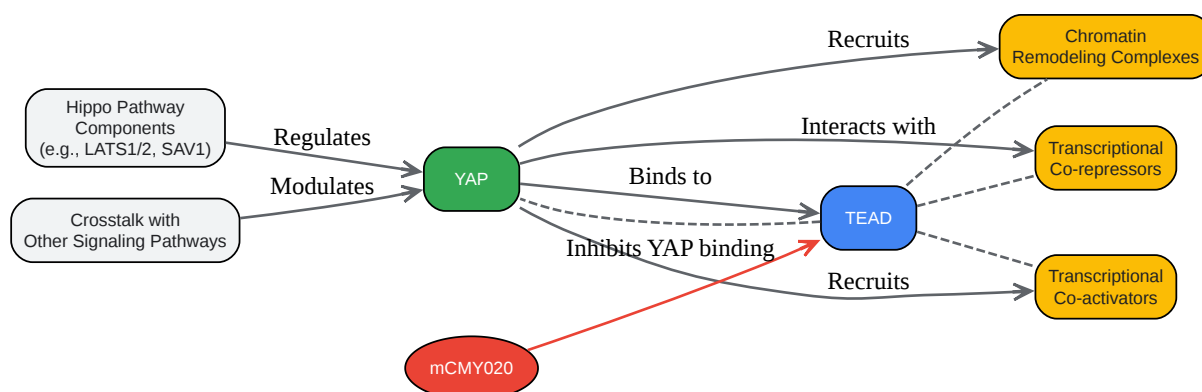 Hippo Pathway
Components
(e.g., LATS1/2, SAV1)
Crosstalk with
Other Signaling Pathways
Regulates
Modulates
YAP
Recruits
Interacts with
Binds to
Inhibits YAP binding
Recruits
mCMY020
TEAD
Chromatin
Remodeling Complexes
Transcriptional
Co-repressors
Transcriptional
Co-activators